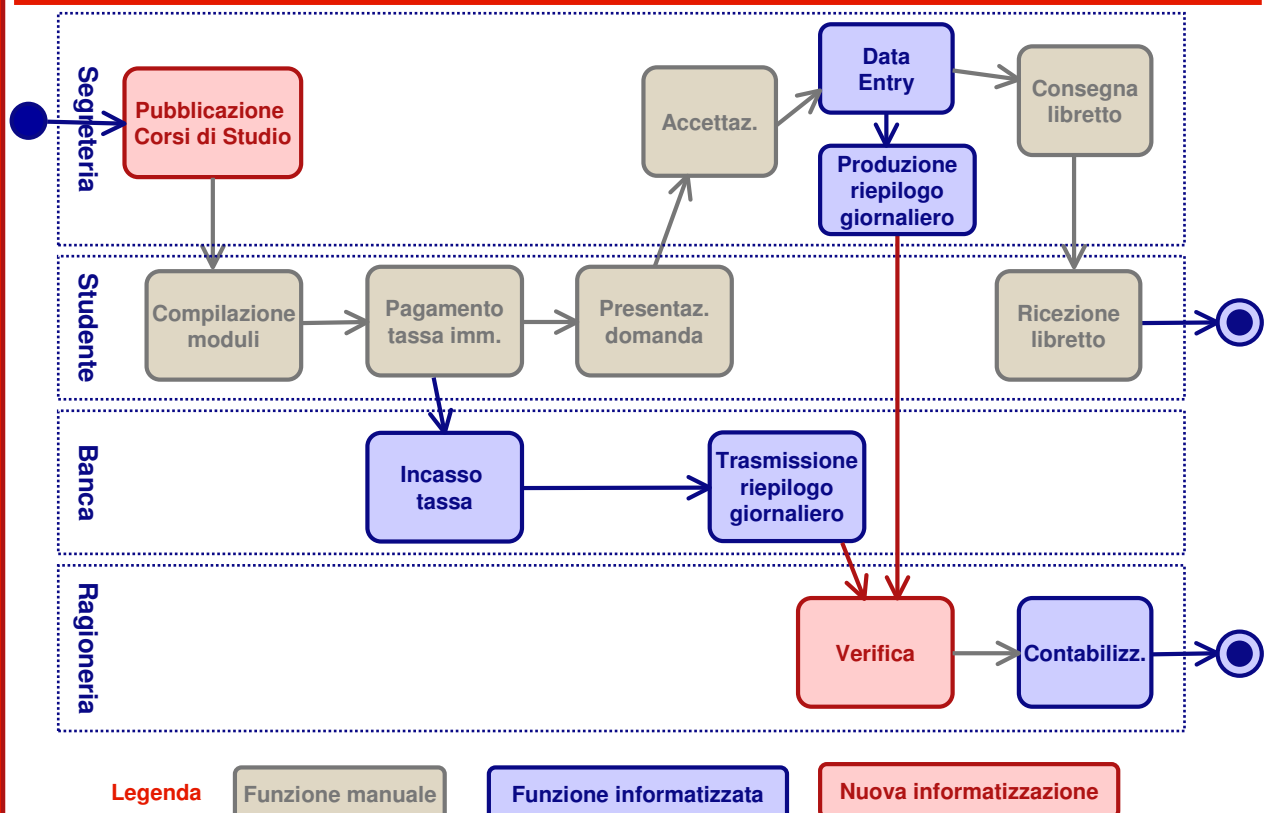 Segreteria
Pubblicazione
Corsi di Studio
Accettaz.
Data
Entry
Consegna
libretto
Produzione
riepilogo
giornaliero
Studente
Compilazione
moduli
Pagamento
tassa imm.
Presentaz.
domanda
Ricezione
libretto
Banca
Incasso
tassa
Trasmissione
riepilogo
giornaliero
Ragioneria
Verifica
Contabilizz.
Legenda
Funzione manuale
Funzione informatizzata
Nuova informatizzazione